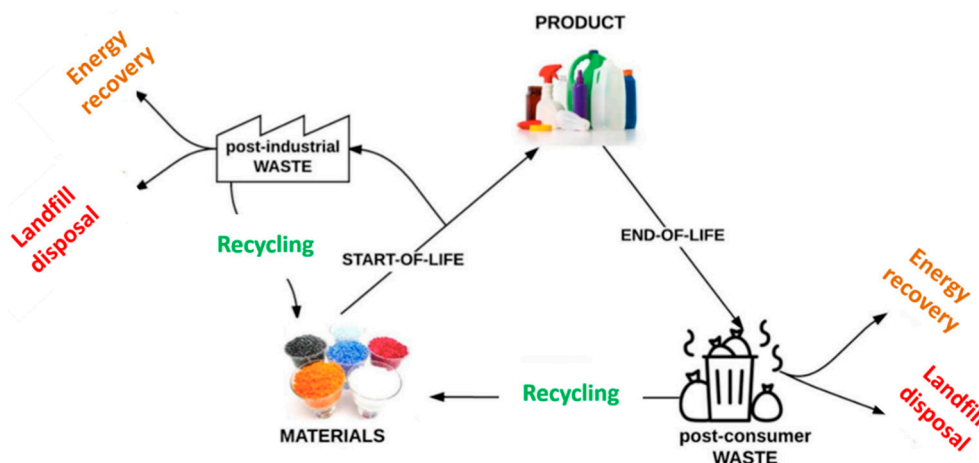 PRODUCT
Energy
recovery
post-industrial
WASTE
Landfill
disposal
Recycling
START-OF-LIFE
END-OF-LIFE
Energy
recovery
Recycling
Landfill
disposal
MATERIALS
post-consumer
WASTE